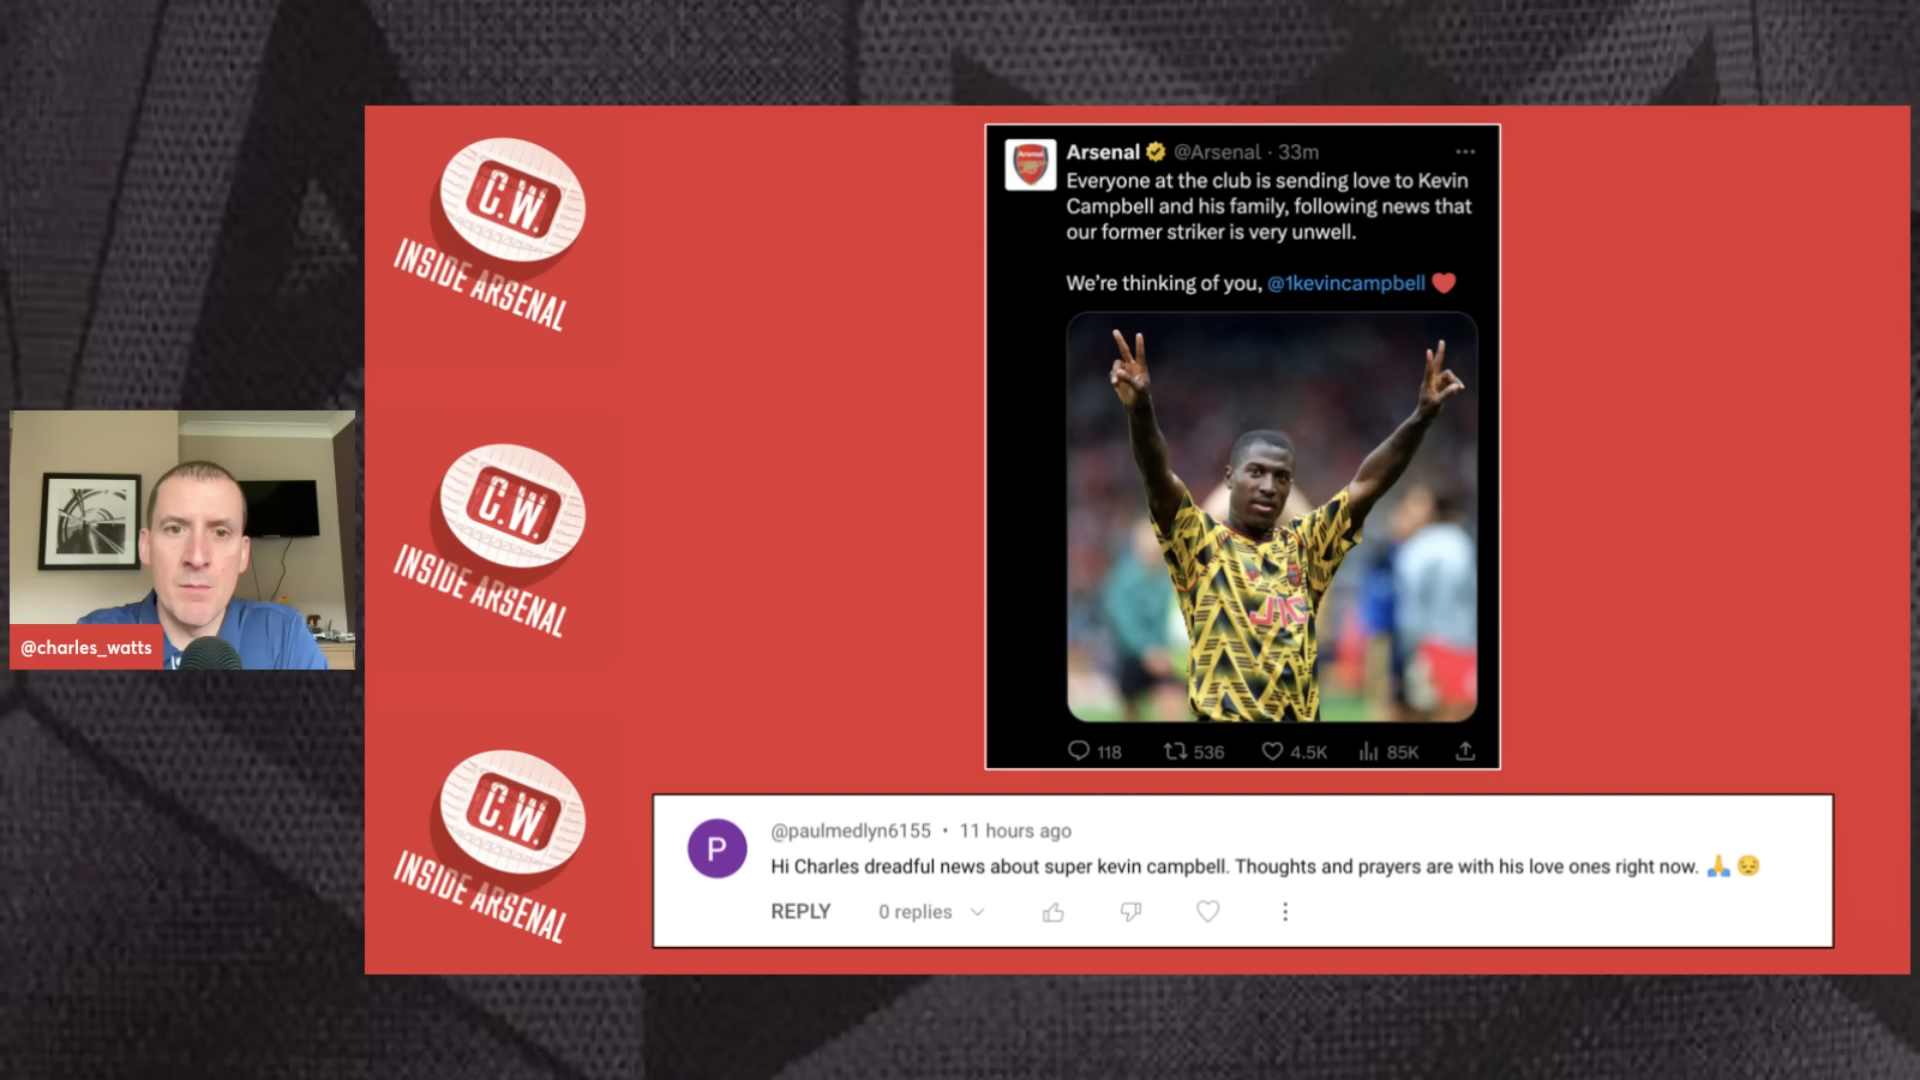 C.W.
INSIDE ARSENAL
C.W.
INSIDE ARSENAL
C.W.
INSIDE ARSENAL
@charles_watts
Arsenal
Arsenal @Arsenal · 33m
Everyone at the club is sending love to Kevin
Campbell and his family, following news that
our former striker is very unwell.
We're thinking of you, @1kevincampbell ❤️
JVC
118 536 4.5K 85K
P
@paulmedlyn6155 • 11 hours ago
Hi Charles dreadful news about super kevin campbell. Thoughts and prayers are with his love ones right now. 🙏 😔
REPLY 0 replies